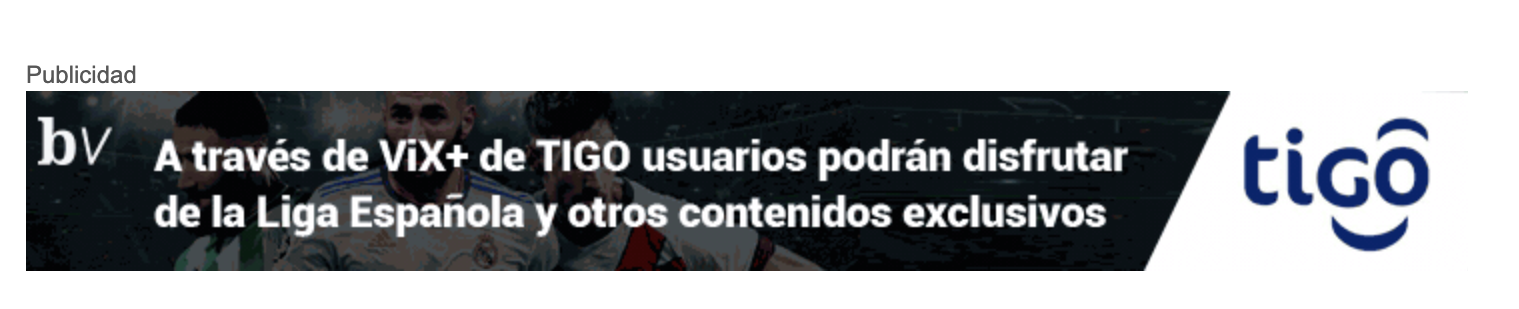 Publicidad
bv
A través de ViX+ de TIGO usuarios podrán disfrutar
de la Liga Española y otros contenidos exclusivos
tigo